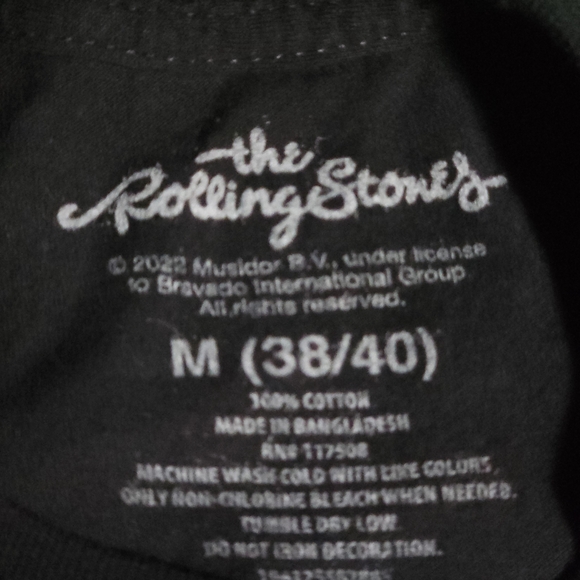 the
Rolling Stones
© 2022 Musidor B.V., under license
to Bravado International Group
All rights reserved.
M (38/40)
100% COTTON
MADE IN BANGLADESH
RN# 117508
MACHINE WASH COLD WITH LIKE COLORS,
ONLY NON-CHLORINE BLEACH WHEN NEEDED.
TUMBLE DRY LOW.
DO NOT IRON DECORATION.